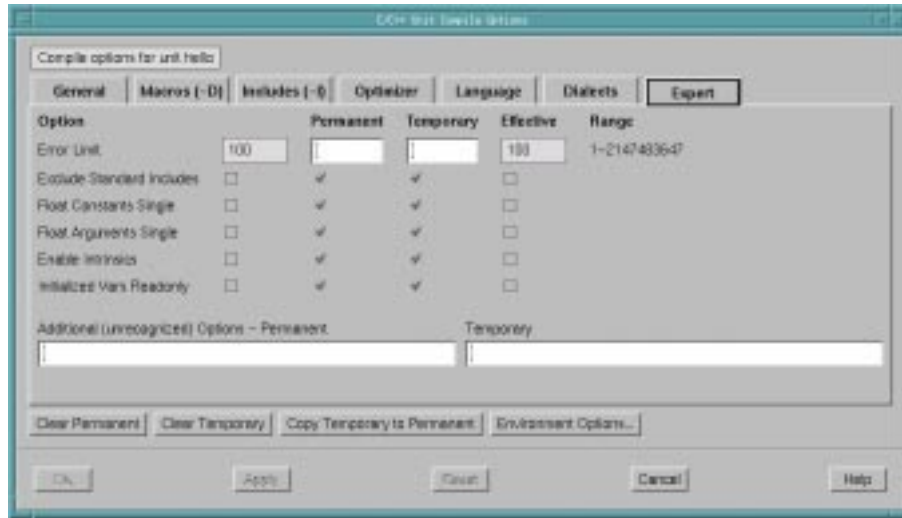 C/C++ Unit Compile Options
Compile options for unit hello
General Macros (-D) Includes (-I) Optimizer Language Dialects Expert
Option Permanent Temporary Effective Range
Error Limit 100 100 1-2147483647
Exclude Standard Includes
Float Constants Single
Float Arguments Single
Enable Intrinsics
Initialized Vars Readonly
Additional (unrecognized) Options - Permanent Temporary
Clear Permanent Clear Temporary Copy Temporary to Permanent Environment Options...
OK Apply Reset Cancel Help